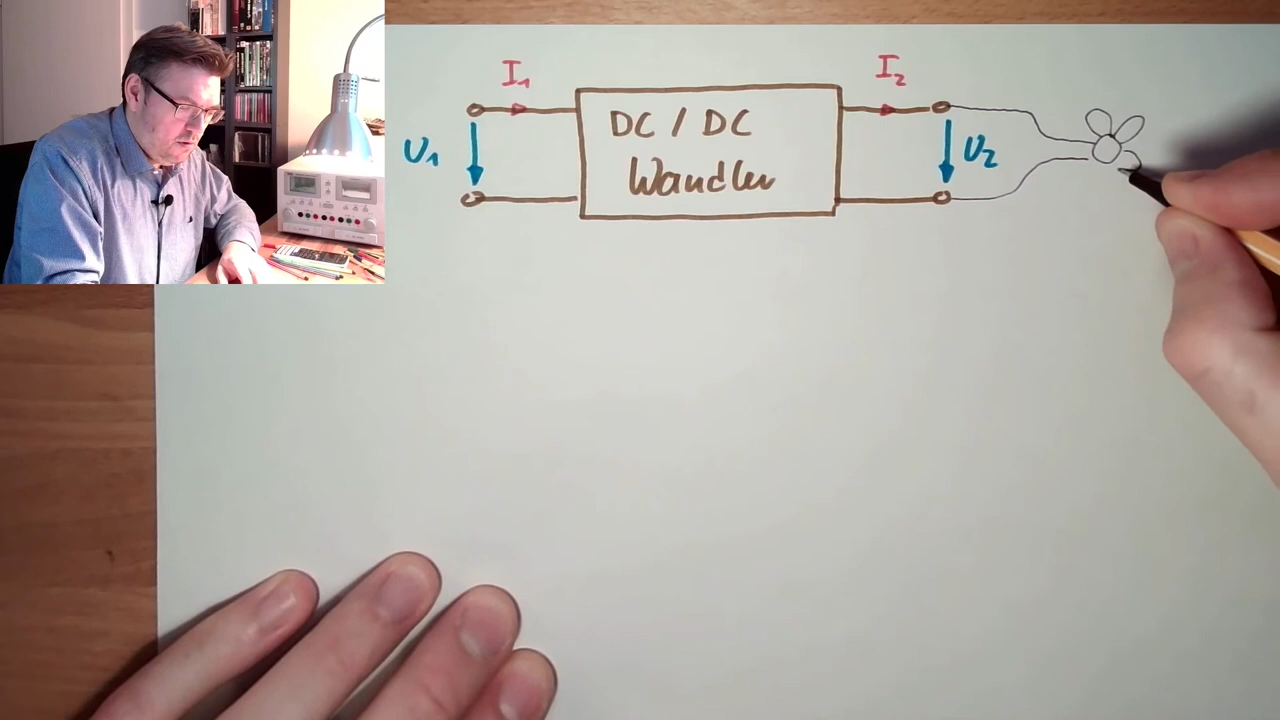 I₁
I₂
DC / DC
Wandler
U₁
U₂